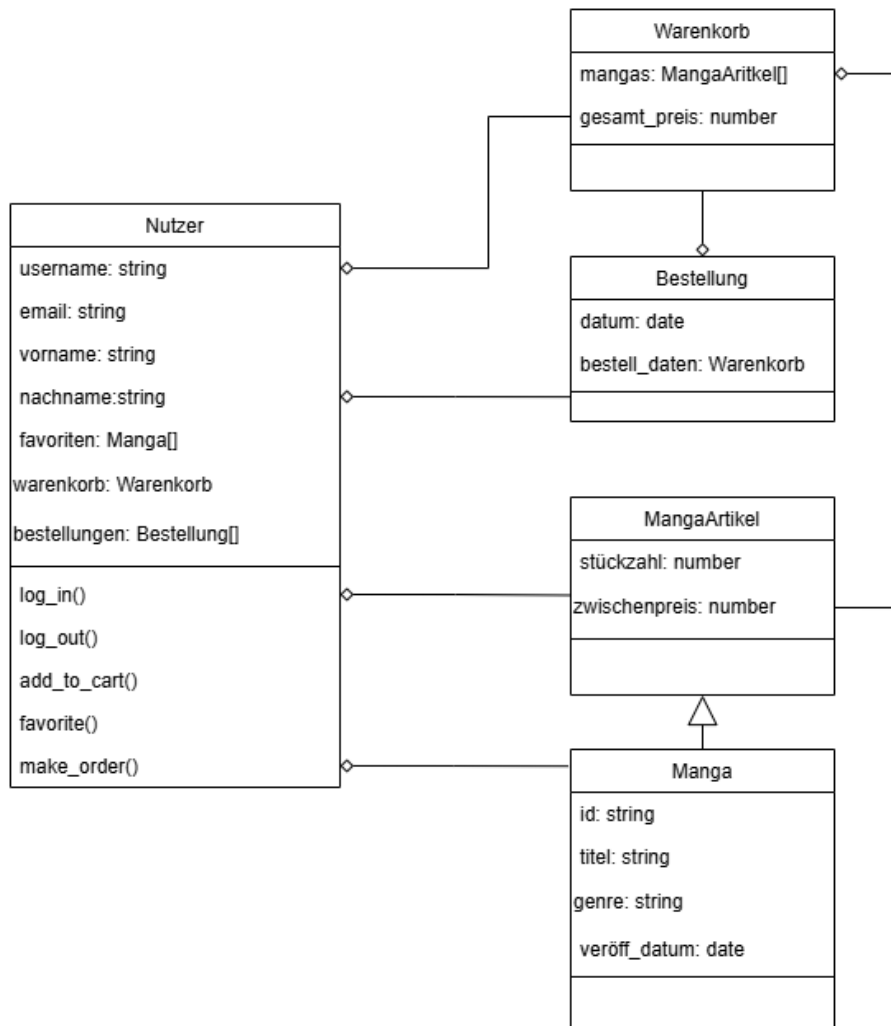 Warenkorb
mangas: MangaAritkel[]
gesamt_preis: number
Nutzer
username: string
email: string
vorname: string
nachname:string
favoriten: Manga[]
warenkorb: Warenkorb
bestellungen: Bestellung[]
log_in()
log_out()
add_to_cart()
favorite()
make_order()
Bestellung
datum: date
bestell_daten: Warenkorb
MangaArtikel
stückzahl: number
zwischenpreis: number
Manga
id: string
titel: string
genre: string
veröff_datum: date